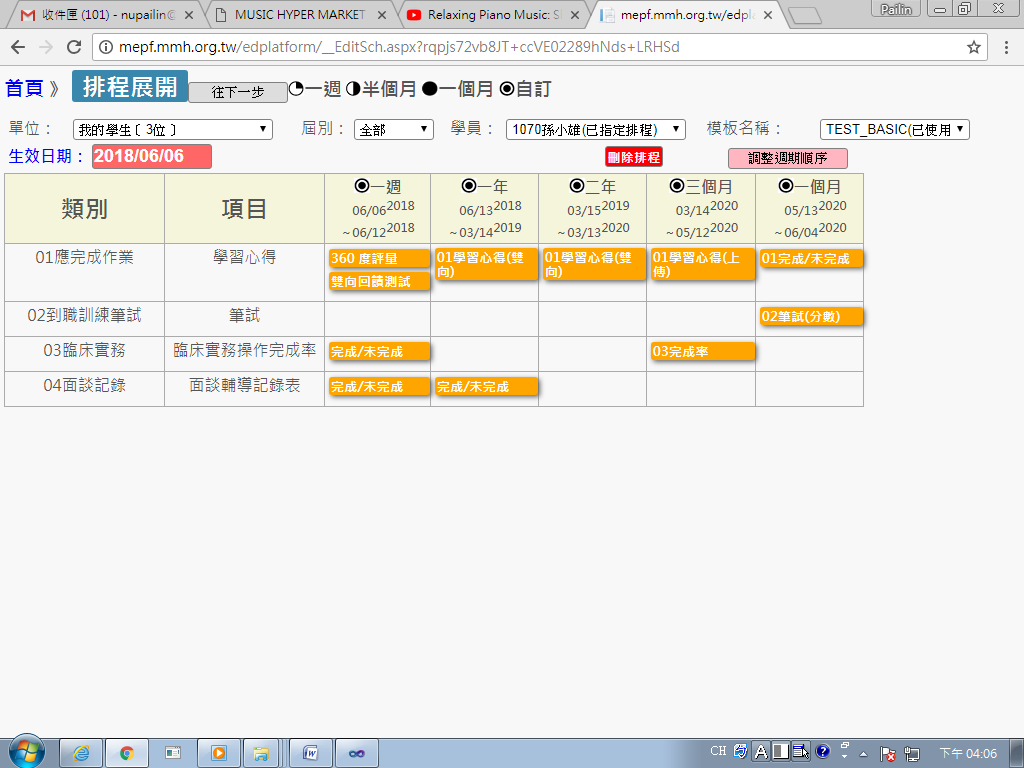 收件匣 (101) - nupailin@
MUSIC HYPER MARKET
Relaxing Piano Music: S
mepf.mmh.org.tw/edpl
Pailin
mepf.mmh.org.tw/edplatform/__EditSch.aspx?rqpjs72vb8JT+ccVE02289hNds+LRHSd
首頁 》 排程展開 往下一步 一週 半個月 一個月 自訂
單位： 我的學生〔 3位 〕 屆別： 全部 學員： 1070孫小雄(已指定排程) 模板名稱： TEST_BASIC(已使用
生效日期： 2018/06/06 刪除排程 調整週期順序
類別 項目 一週 一年 二年 三個月 一個月
06/06 2018 06/13 2018 03/15 2019 03/14 2020 05/13 2020
~06/12 2018 ~03/14 2019 ~03/13 2020 ~05/12 2020 ~06/04 2020
01應完成作業 學習心得 360 度評量 01學習心得(雙向) 01學習心得(雙向) 01學習心得(上傳) 01完成/未完成
雙向回饋測試
02到職訓練筆試 筆試 02筆試(分數)
03臨床實務 臨床實務操作完成率 完成/未完成 03完成率
04面談記錄 面談輔導記錄表 完成/未完成 完成/未完成
CH A 下午 04:06